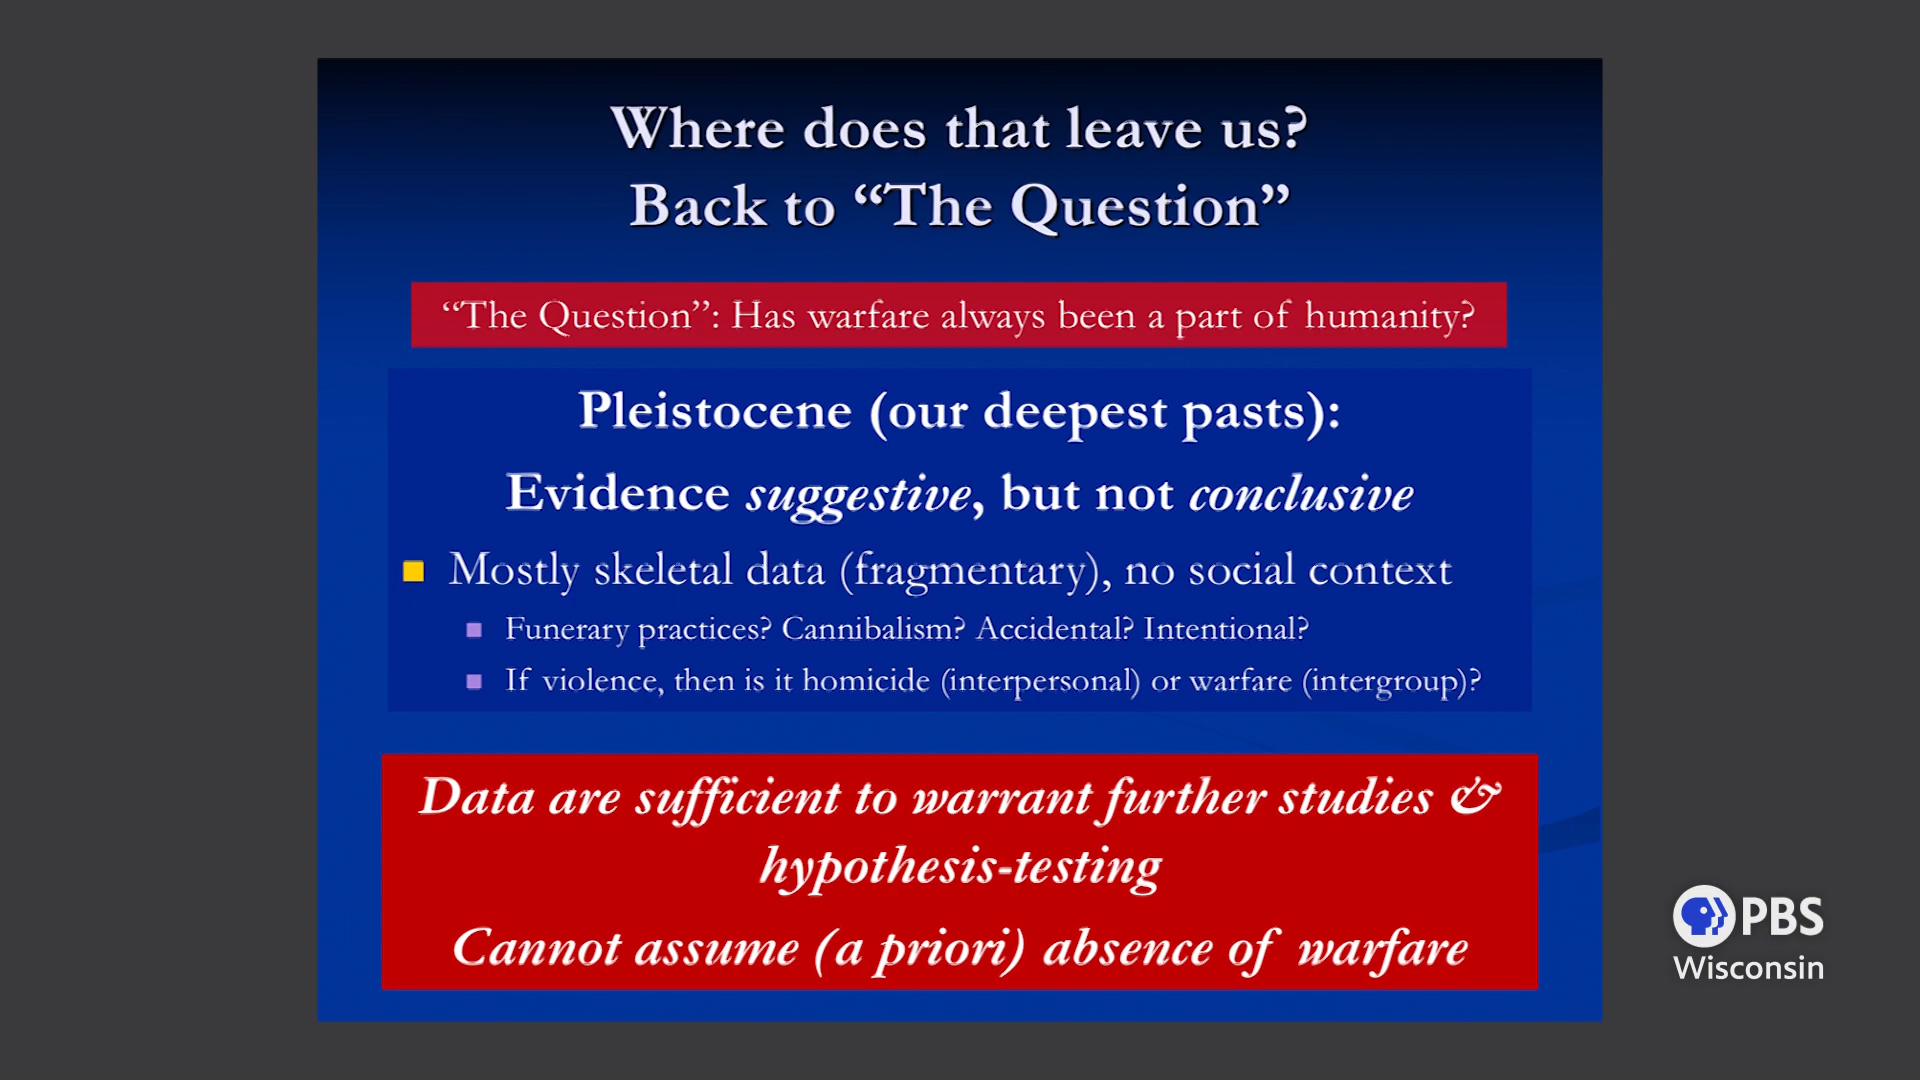 Where does that leave us?
Back to “The Question”
“The Question”: Has warfare always been a part of humanity?
Pleistocene (our deepest pasts):
Evidence suggestive, but not conclusive
Mostly skeletal data (fragmentary), no social context
Funerary practices? Cannibalism? Accidental? Intentional?
If violence, then is it homicide (interpersonal) or warfare (intergroup)?
Data are sufficient to warrant further studies &
hypothesis-testing
Cannot assume (a priori) absence of warfare
PBS
Wisconsin